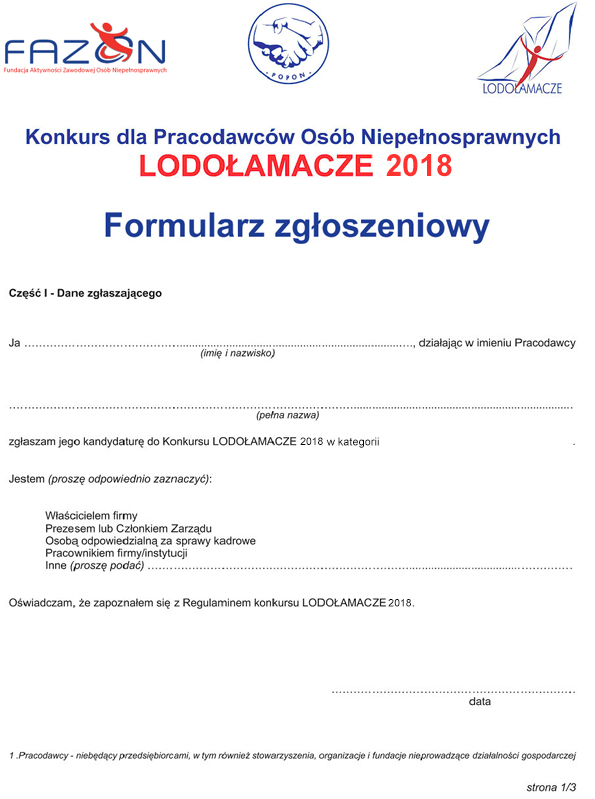 FAZON
Fundacja Aktywności Zawodowej Osób Niepełnosprawnych
POPON
LODOŁAMACZE
Konkurs dla Pracodawców Osób Niepełnosprawnych
LODOŁAMACZE 2018
Formularz zgłoszeniowy
Część I - Dane zgłaszającego
Ja ……………………………………............................................................…, działając w imieniu Pracodawcy
(imię i nazwisko)
……………………………………………………………………………………………………
(pełna nazwa)
zgłaszam jego kandydaturę do Konkursu LODOŁAMACZE 2018 w kategorii .
Jestem (proszę odpowiednio zaznaczyć):
Właścicielem firmy
Prezesem lub Członkiem Zarządu
Osobą odpowiedzialną za sprawy kadrowe
Pracownikiem firmy/instytucji
Inne (proszę podać) ……………………………………………………………………………
Oświadczam, że zapoznałem się z Regulaminem konkursu LODOŁAMACZE 2018.
……………………………………………………
data
1 .Pracodawcy - niebędący przedsiębiorcami, w tym również stowarzyszenia, organizacje i fundacje nieprowadzące działalności gospodarczej
strona 1/3